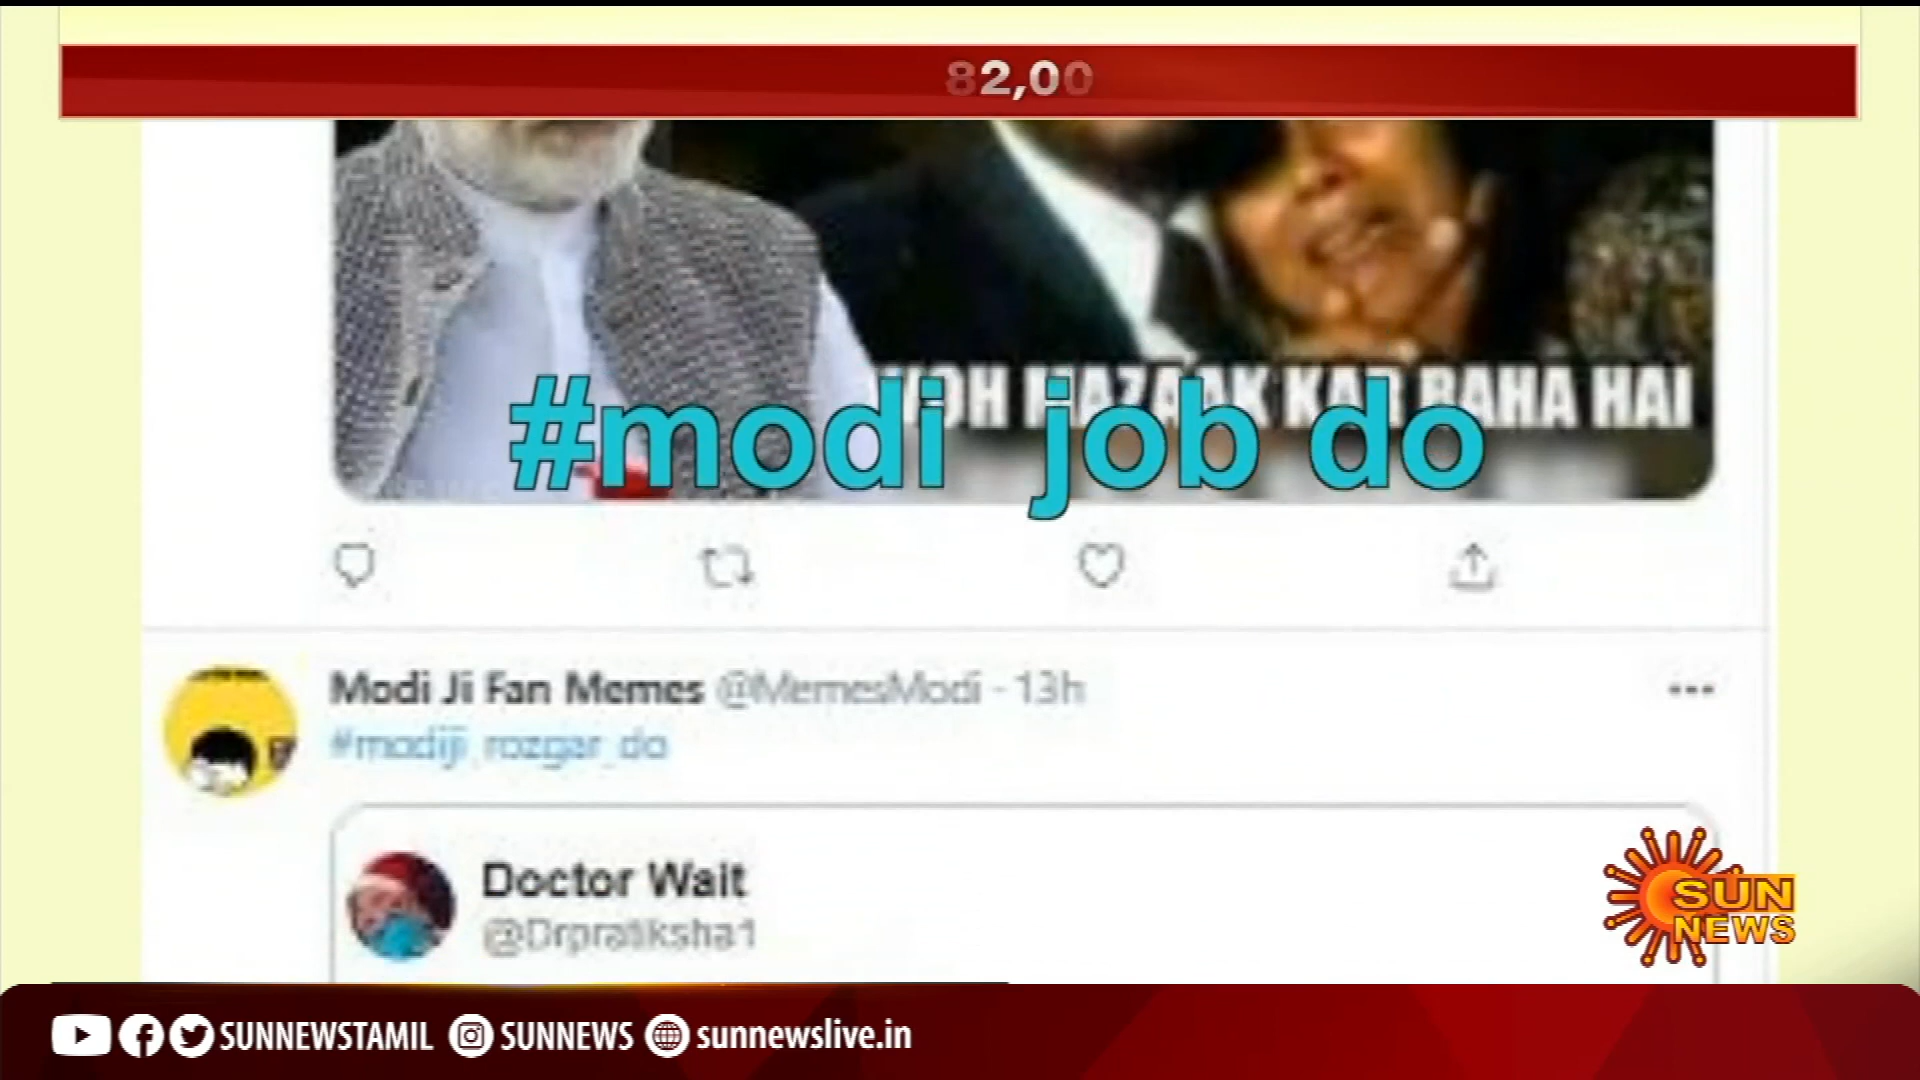 82,00
WOH MAZAAK KAR RAHA HAI
#modi job do
Modi Ji Fan Memes @MemesModi · 13h
#modiji_rozgar_do
Doctor Wait
@Drpratiksha1
SUN
NEWS
SUNNEWSTAMIL SUNNEWS sunnewslive.in